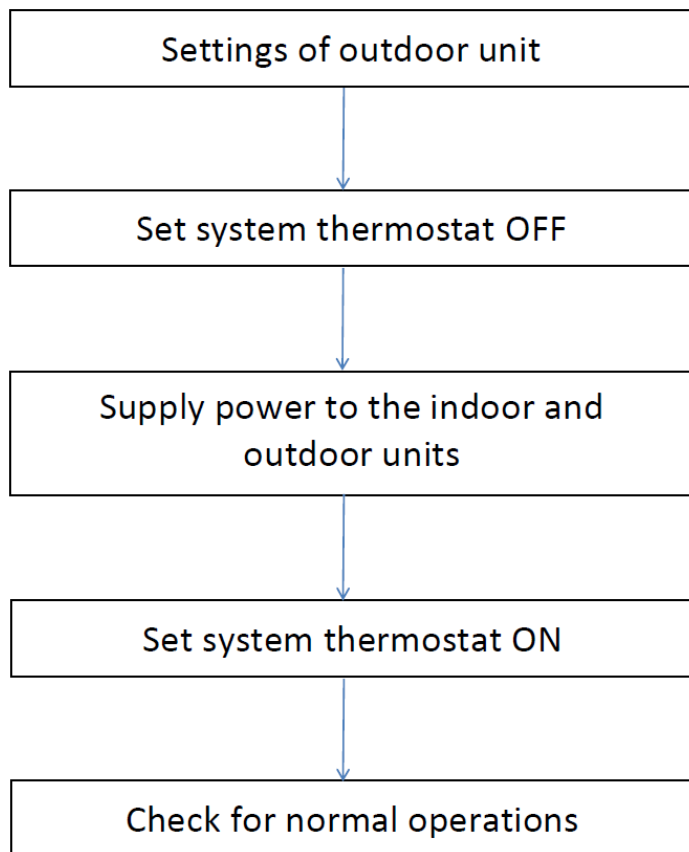 Settings of outdoor unit
Set system thermostat OFF
Supply power to the indoor and
outdoor units
Set system thermostat ON
Check for normal operations